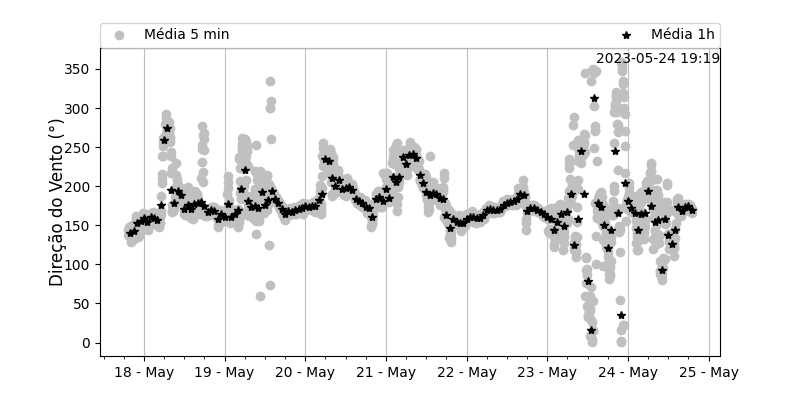 Média 5 min
Média 1h
2023-05-24 19:19
Direção do Vento (°)
350
300
250
200
150
100
50
0
18 - May
19 - May
20 - May
21 - May
22 - May
23 - May
24 - May
25 - May